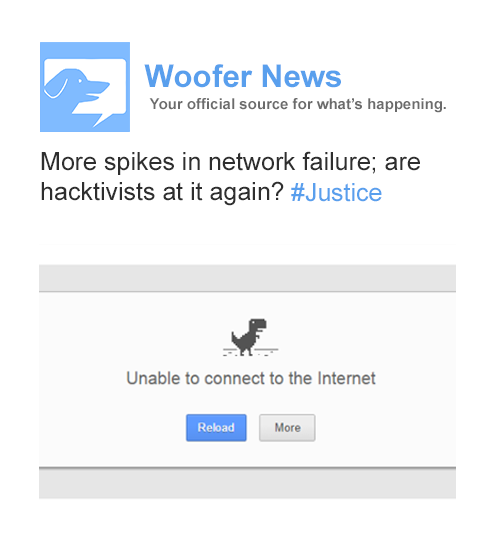 Woofer News
Your official source for what's happening.
More spikes in network failure; are
hacktivists at it again? #Justice
Unable to connect to the Internet
Reload More